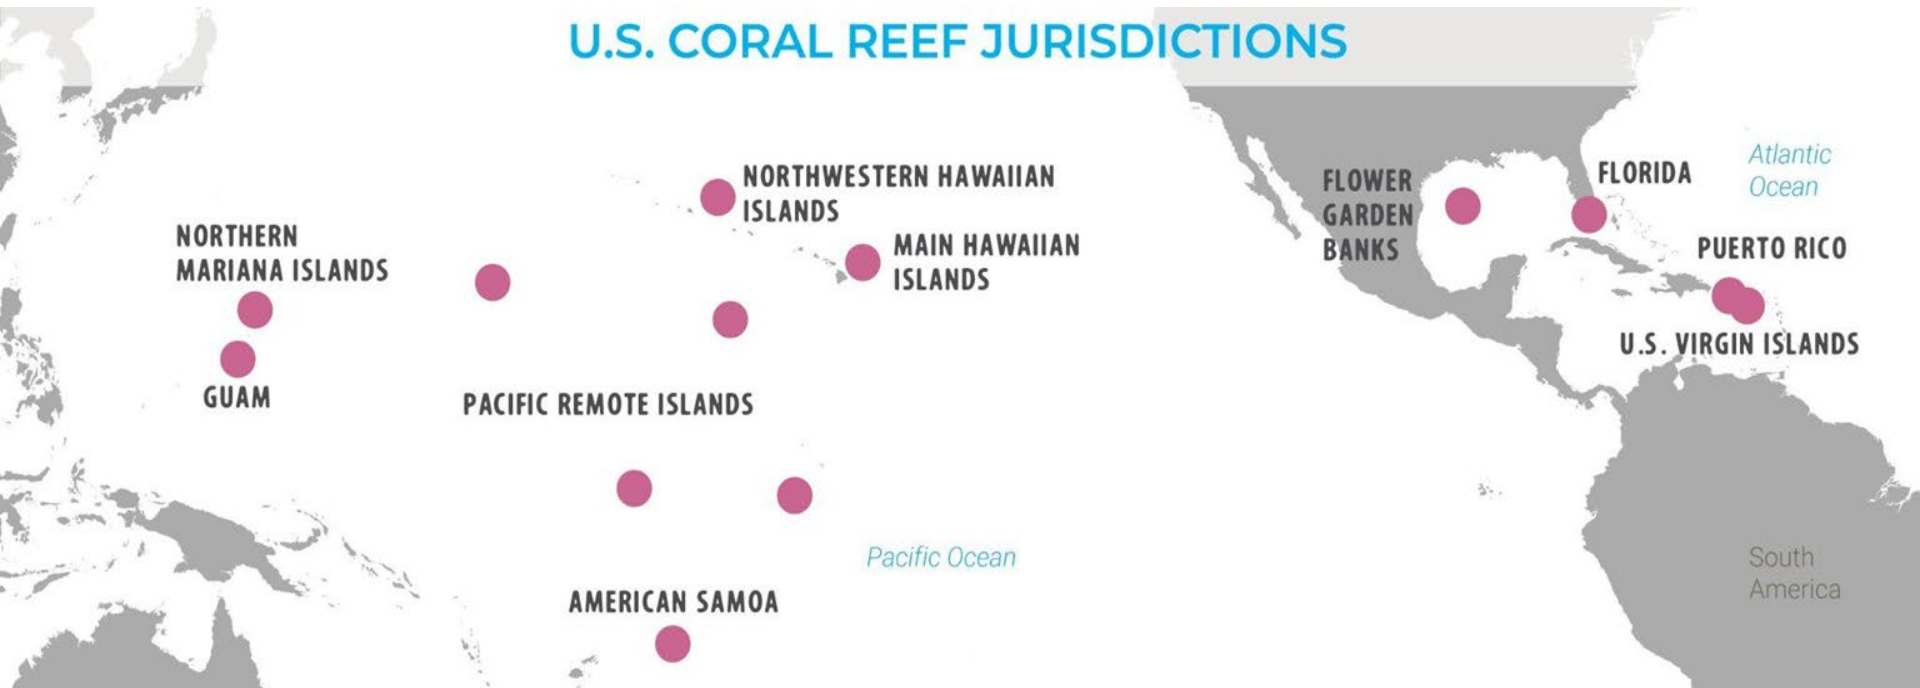 U.S. CORAL REEF JURISDICTIONS
NORTHWESTERN HAWAIIAN
ISLANDS
MAIN HAWAIIAN
ISLANDS
NORTHERN
MARIANA ISLANDS
GUAM
PACIFIC REMOTE ISLANDS
AMERICAN SAMOA
Pacific Ocean
FLOWER
GARDEN
BANKS
FLORIDA
Atlantic
Ocean
PUERTO RICO
U.S. VIRGIN ISLANDS
South
America